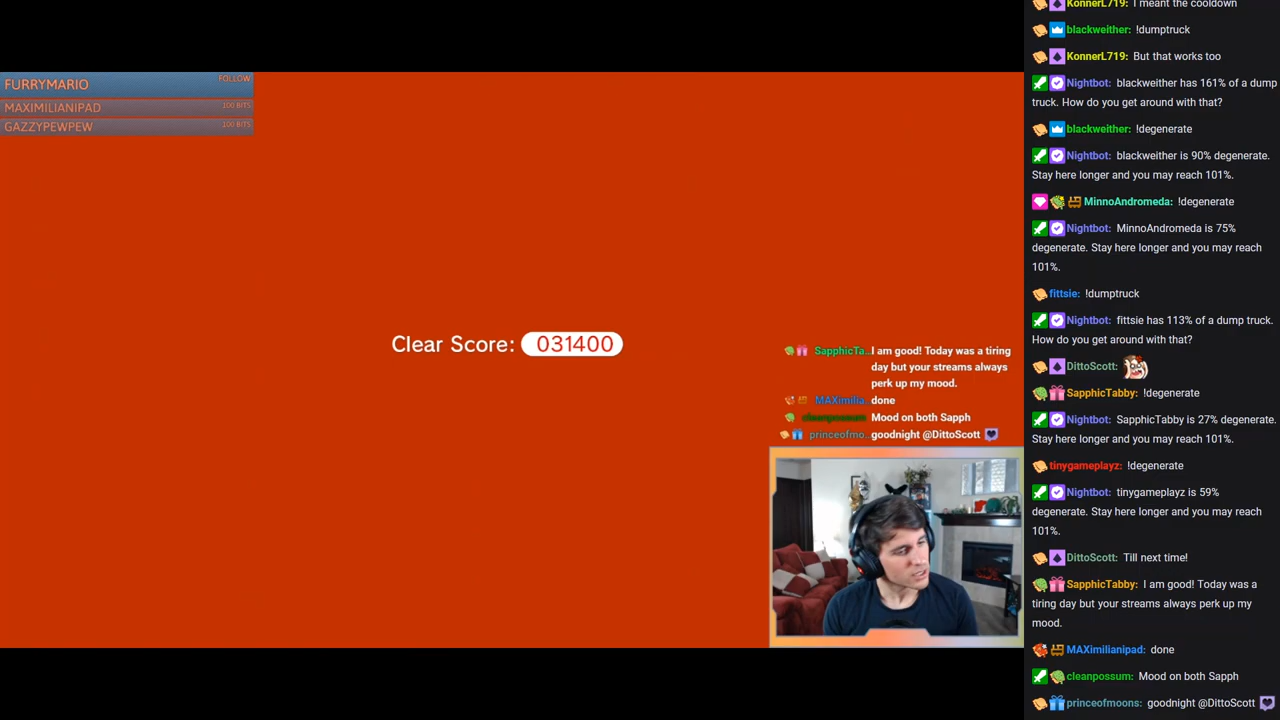 FURRYMARIO FOLLOW
MAXIMILIANIPAD 100 BITS
GAZZYPEWPEW 100 BITS
Clear Score: 031400
SapphicTa.. I am good! Today was a tiring
day but your streams always
perk up my mood.
MAXimilia. done
cleanpossum Mood on both Sapph
princeofmo.. goodnight @DittoScott
KonnerL719: I meant the cooldown
blackweither: !dumptruck
KonnerL719: But that works too
Nightbot: blackweither has 161% of a dump
truck. How do you get around with that?
blackweither: !degenerate
Nightbot: blackweither is 90% degenerate.
Stay here longer and you may reach 101%.
MinnoAndromeda: !degenerate
Nightbot: MinnoAndromeda is 75%
degenerate. Stay here longer and you may reach
101%.
fittsie: !dumptruck
Nightbot: fittsie has 113% of a dump truck.
How do you get around with that?
DittoScott:
SapphicTabby: !degenerate
Nightbot: SapphicTabby is 27% degenerate.
Stay here longer and you may reach 101%.
tinygameplayz: !degenerate
Nightbot: tinygameplayz is 59%
degenerate. Stay here longer and you may reach
101%.
DittoScott: Till next time!
SapphicTabby: I am good! Today was a
tiring day but your streams always perk up my
mood.
MAXimilianipad: done
cleanpossum: Mood on both Sapph
princeofmoons: goodnight @DittoScott